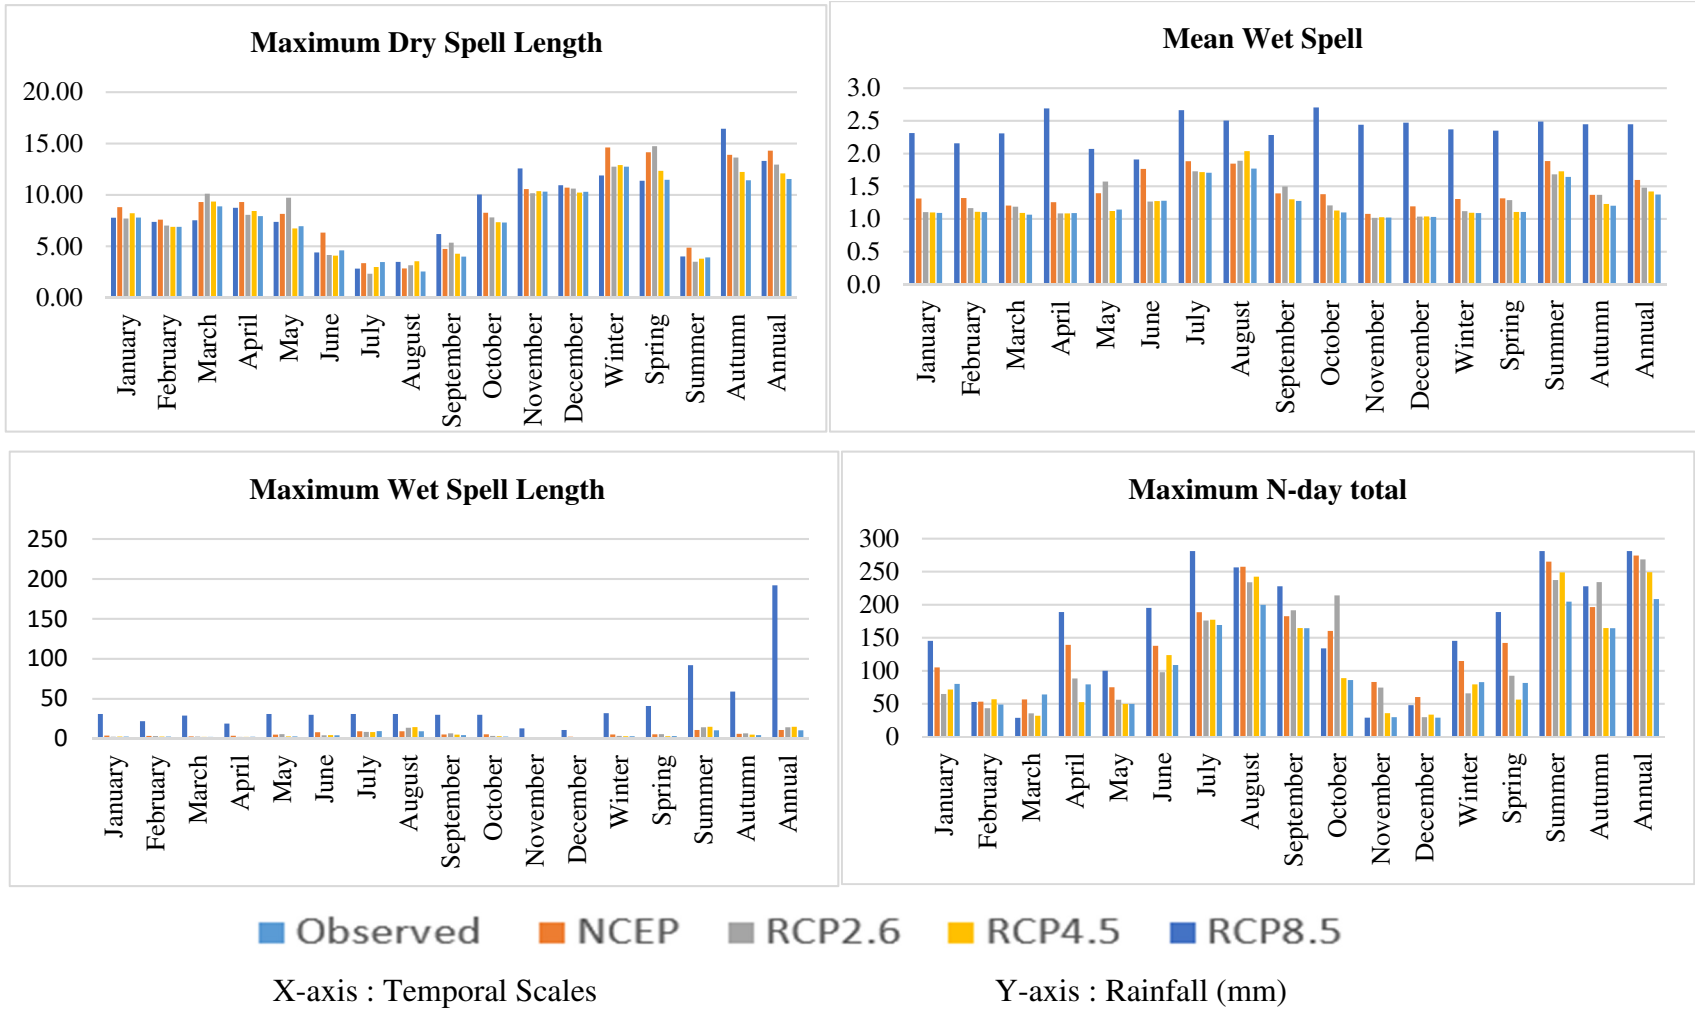 Maximum Dry Spell Length
20.00
15.00
10.00
5.00
0.00
January
February
March
April
May
June
July
August
September
October
November
December
Winter
Spring
Summer
Autumn
Annual
Mean Wet Spell
3.0
2.5
2.0
1.5
1.0
0.5
0.0
January
February
March
April
May
June
July
August
September
October
November
December
Winter
Spring
Summer
Autumn
Annual
Maximum Wet Spell Length
250
200
150
100
50
0
January
February
March
April
May
June
July
August
September
October
November
December
Winter
Spring
Summer
Autumn
Annual
Maximum N-day total
300
250
200
150
100
50
0
January
February
March
April
May
June
July
August
September
October
November
December
Winter
Spring
Summer
Autumn
Annual
Observed NCEP RCP2.6 RCP4.5 RCP8.5
X-axis : Temporal Scales Y-axis : Rainfall (mm)